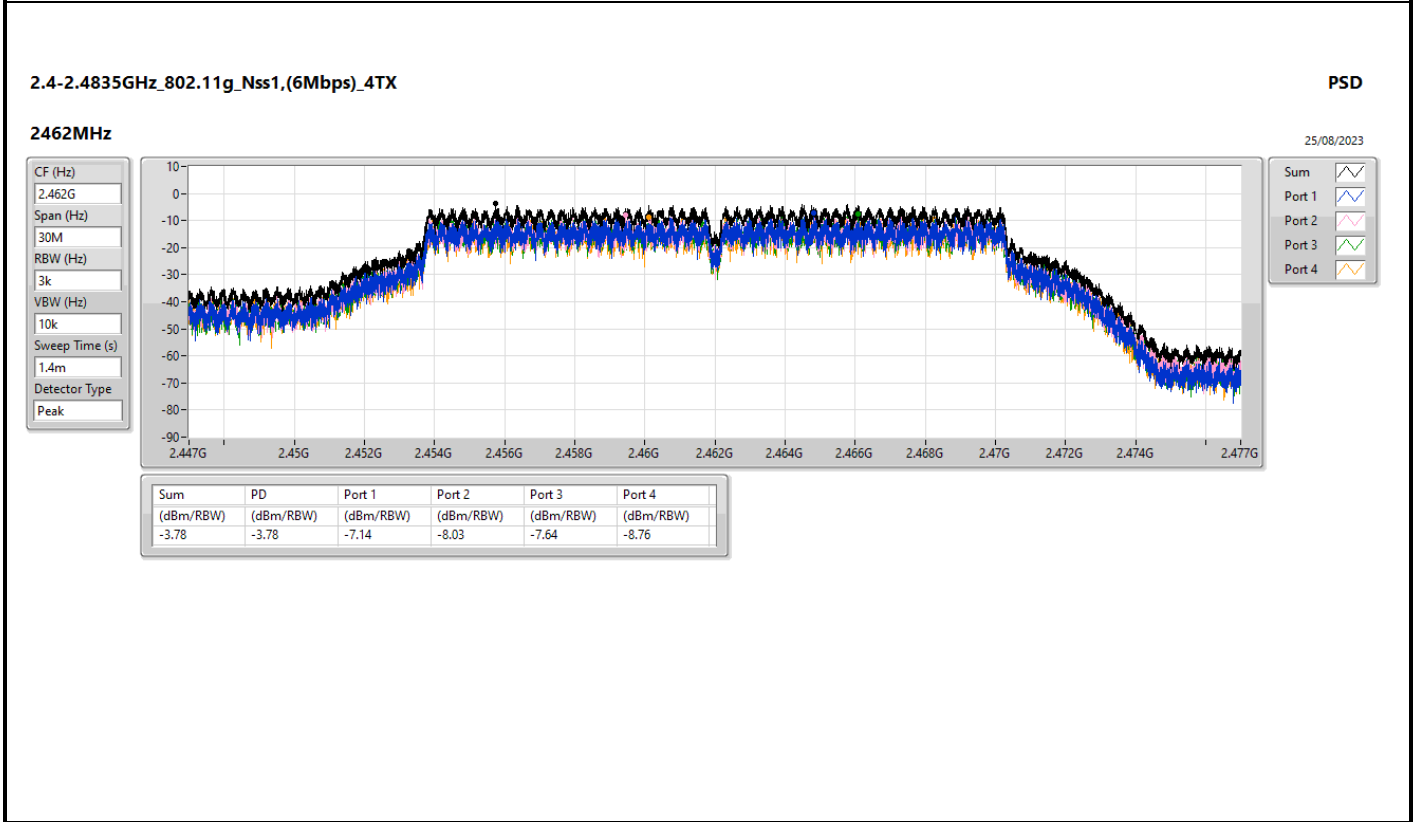 2.4-2.4835GHz_802.11g_Nss1,(6Mbps)_4TX
PSD
2462MHz
25/08/2023
CF (Hz)
2.462G
Span (Hz)
30M
RBW (Hz)
3k
VBW (Hz)
10k
Sweep Time (s)
1.4m
Detector Type
Peak
10
0
-10
-20
-30
-40
-50
-60
-70
-80
-90
2.447G 2.45G 2.452G 2.454G 2.456G 2.458G 2.46G 2.462G 2.464G 2.466G 2.468G 2.47G 2.472G 2.474G 2.477G
Sum
Port 1
Port 2
Port 3
Port 4
Sum PD Port 1 Port 2 Port 3 Port 4
(dBm/RBW) (dBm/RBW) (dBm/RBW) (dBm/RBW) (dBm/RBW) (dBm/RBW)
-3.78 -3.78 -7.14 -8.03 -7.64 -8.76